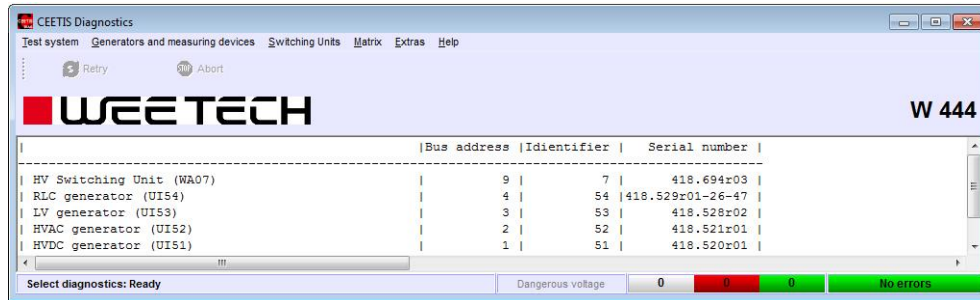 CEETIS Diagnostics
Test system Generators and measuring devices Switching Units Matrix Extras Help
Retry STOP Abort
WEETECH
W 444
| |Bus address |Idientifier | Serial number |
--------------------------------------------------------------------------------
| HV Switching Unit (WA07) | 9 | 7 | 418.694r03 |
| RLC generator (UI54) | 4 | 54 |418.529r01-26-47 |
| LV generator (UI53) | 3 | 53 | 418.528r02 |
| HVAC generator (UI52) | 2 | 52 | 418.521r01 |
| HVDC generator (UI51) | 1 | 51 | 418.520r01 |
Select diagnostics: Ready Dangerous voltage 0 0 0 No errors